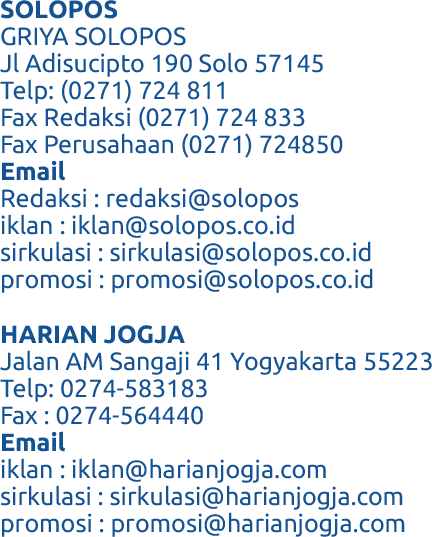 SOLOPOS
GRIYA SOLOPOS
Jl Adisucipto 190 Solo 57145
Telp: (0271) 724 811
Fax Redaksi (0271) 724 833
Fax Perusahaan (0271) 724850
Email
Redaksi : redaksi@solopos
iklan : iklan@solopos.co.id
sirkulasi : sirkulasi@solopos.co.id
promosi : promosi@solopos.co.id
HARIAN JOGJA
Jalan AM Sangaji 41 Yogyakarta 55223
Telp: 0274-583183
Fax : 0274-564440
Email
iklan : iklan@harianjogja.com
sirkulasi : sirkulasi@harianjogja.com
promosi : promosi@harianjogja.com